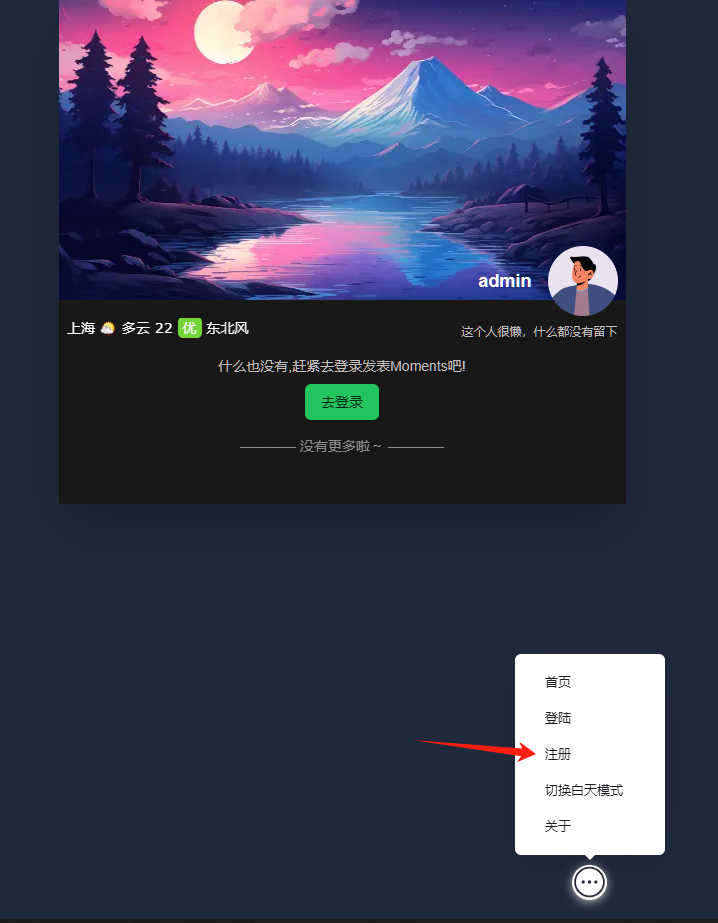 admin
上海 多云 22 优 东北风
这个人很懒，什么都没有留下
什么也没有,赶紧去登录发表Moments吧!
去登录
———— 没有更多啦～ ————
首页
登陆
注册
切换白天模式
关于